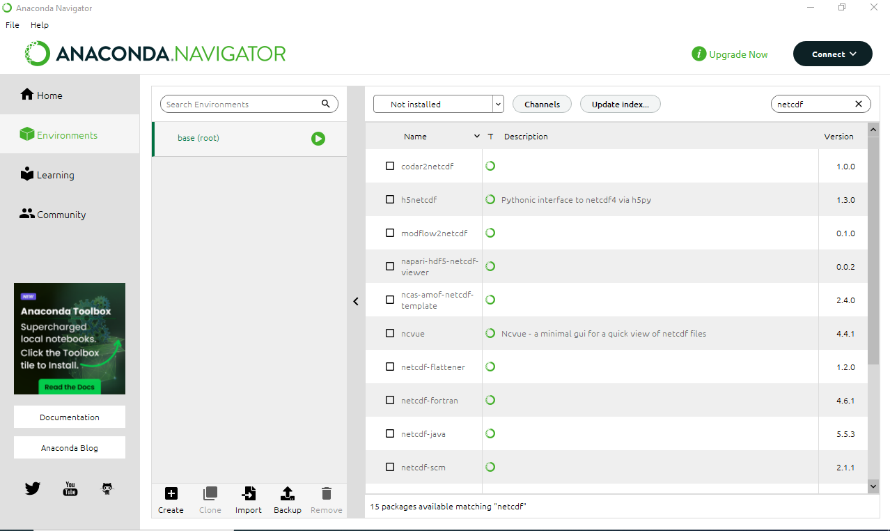 Anaconda Navigator
File Help
ANACONDA.NAVIGATOR
Upgrade Now
Connect
Home
Environments
Learning
Community
NEW
Anaconda Toolbox
Supercharged
local notebooks.
Click the Toolbox
tile to install.
Read the Docs
Documentation
Anaconda Blog
You
Tube
Search Environments
base (root)
Create
Clone
Import
Backup
Remove
Not installed
Channels
Update index...
netcdf
Name T Description Version
codar2netcdf 1.0.0
h5netcdf Pythonic interface to netcdf4 via h5py 1.3.0
modflow2netcdf 0.1.0
napari-hdf5-netcdf-
viewer 0.0.2
ncas-amof-netcdf-
template 2.4.0
ncvue Ncvue - a minimal gui for a quick view of netcdf files 4.4.1
netcdf-flattener 1.2.0
netcdf-fortran 4.6.1
netcdf-java 5.5.3
netcdf-scm 2.1.1
15 packages available matching "netcdf"